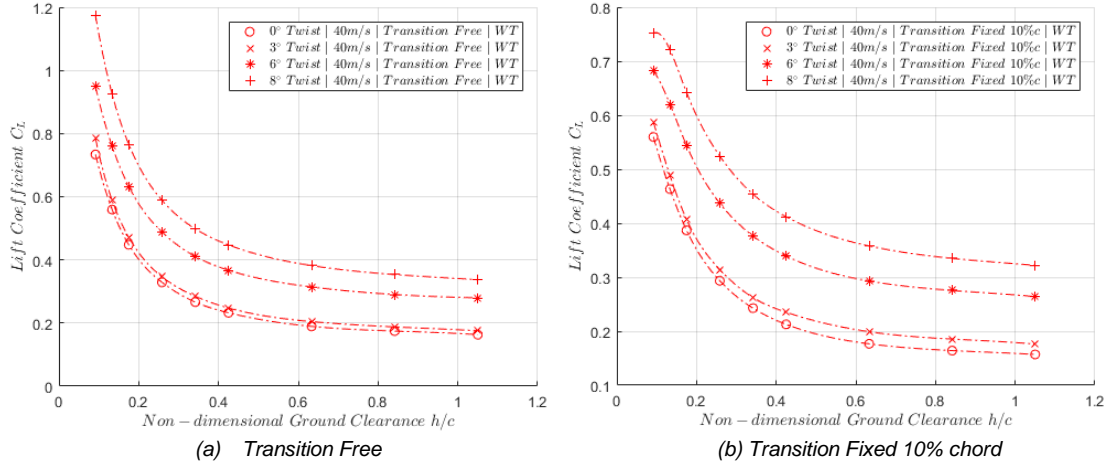 0° Twist | 40m/s | Transition Free | WT
3° Twist | 40m/s | Transition Free | WT
6° Twist | 40m/s | Transition Free | WT
8° Twist | 40m/s | Transition Free | WT
1.2
1
0.8
0.6
0.4
0.2
0
Lift Coefficient C_L
0 0.2 0.4 0.6 0.8 1 1.2
Non − dimensional Ground Clearance h/c
(a) Transition Free
0° Twist | 40m/s | Transition Fixed 10%c | WT
3° Twist | 40m/s | Transition Fixed 10%c | WT
6° Twist | 40m/s | Transition Fixed 10%c | WT
8° Twist | 40m/s | Transition Fixed 10%c | WT
0.8
0.7
0.6
0.5
0.4
0.3
0.2
0.1
Lift Coefficient C_L
0 0.2 0.4 0.6 0.8 1 1.2
Non − dimensional Ground Clearance h/c
(b) Transition Fixed 10% chord